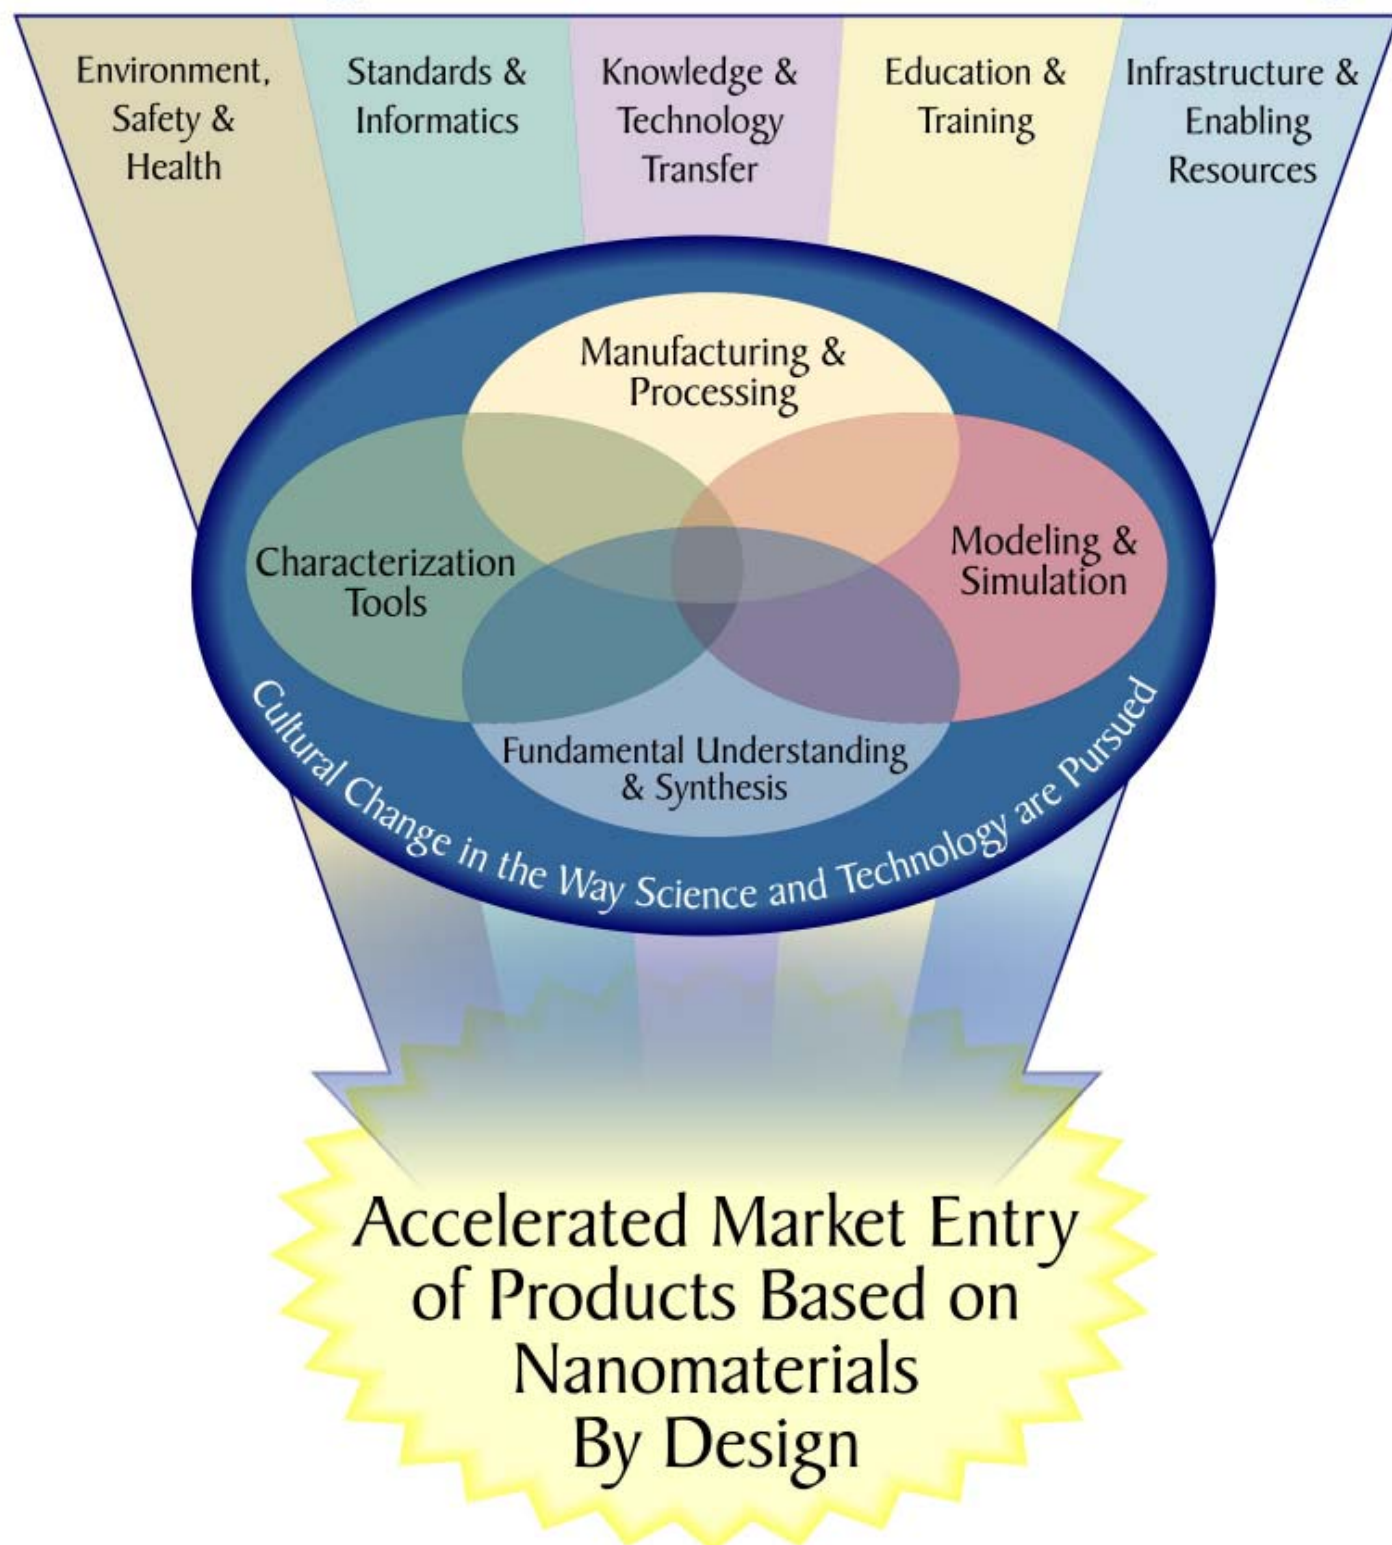 Environment,
Safety &
Health
Standards &
Informatics
Knowledge &
Technology
Transfer
Education &
Training
Infrastructure &
Enabling
Resources
Manufacturing &
Processing
Characterization
Tools
Modeling &
Simulation
Fundamental Understanding
& Synthesis
Cultural Change in the Way Science and Technology are Pursued
Accelerated Market Entry
of Products Based on
Nanomaterials
By Design